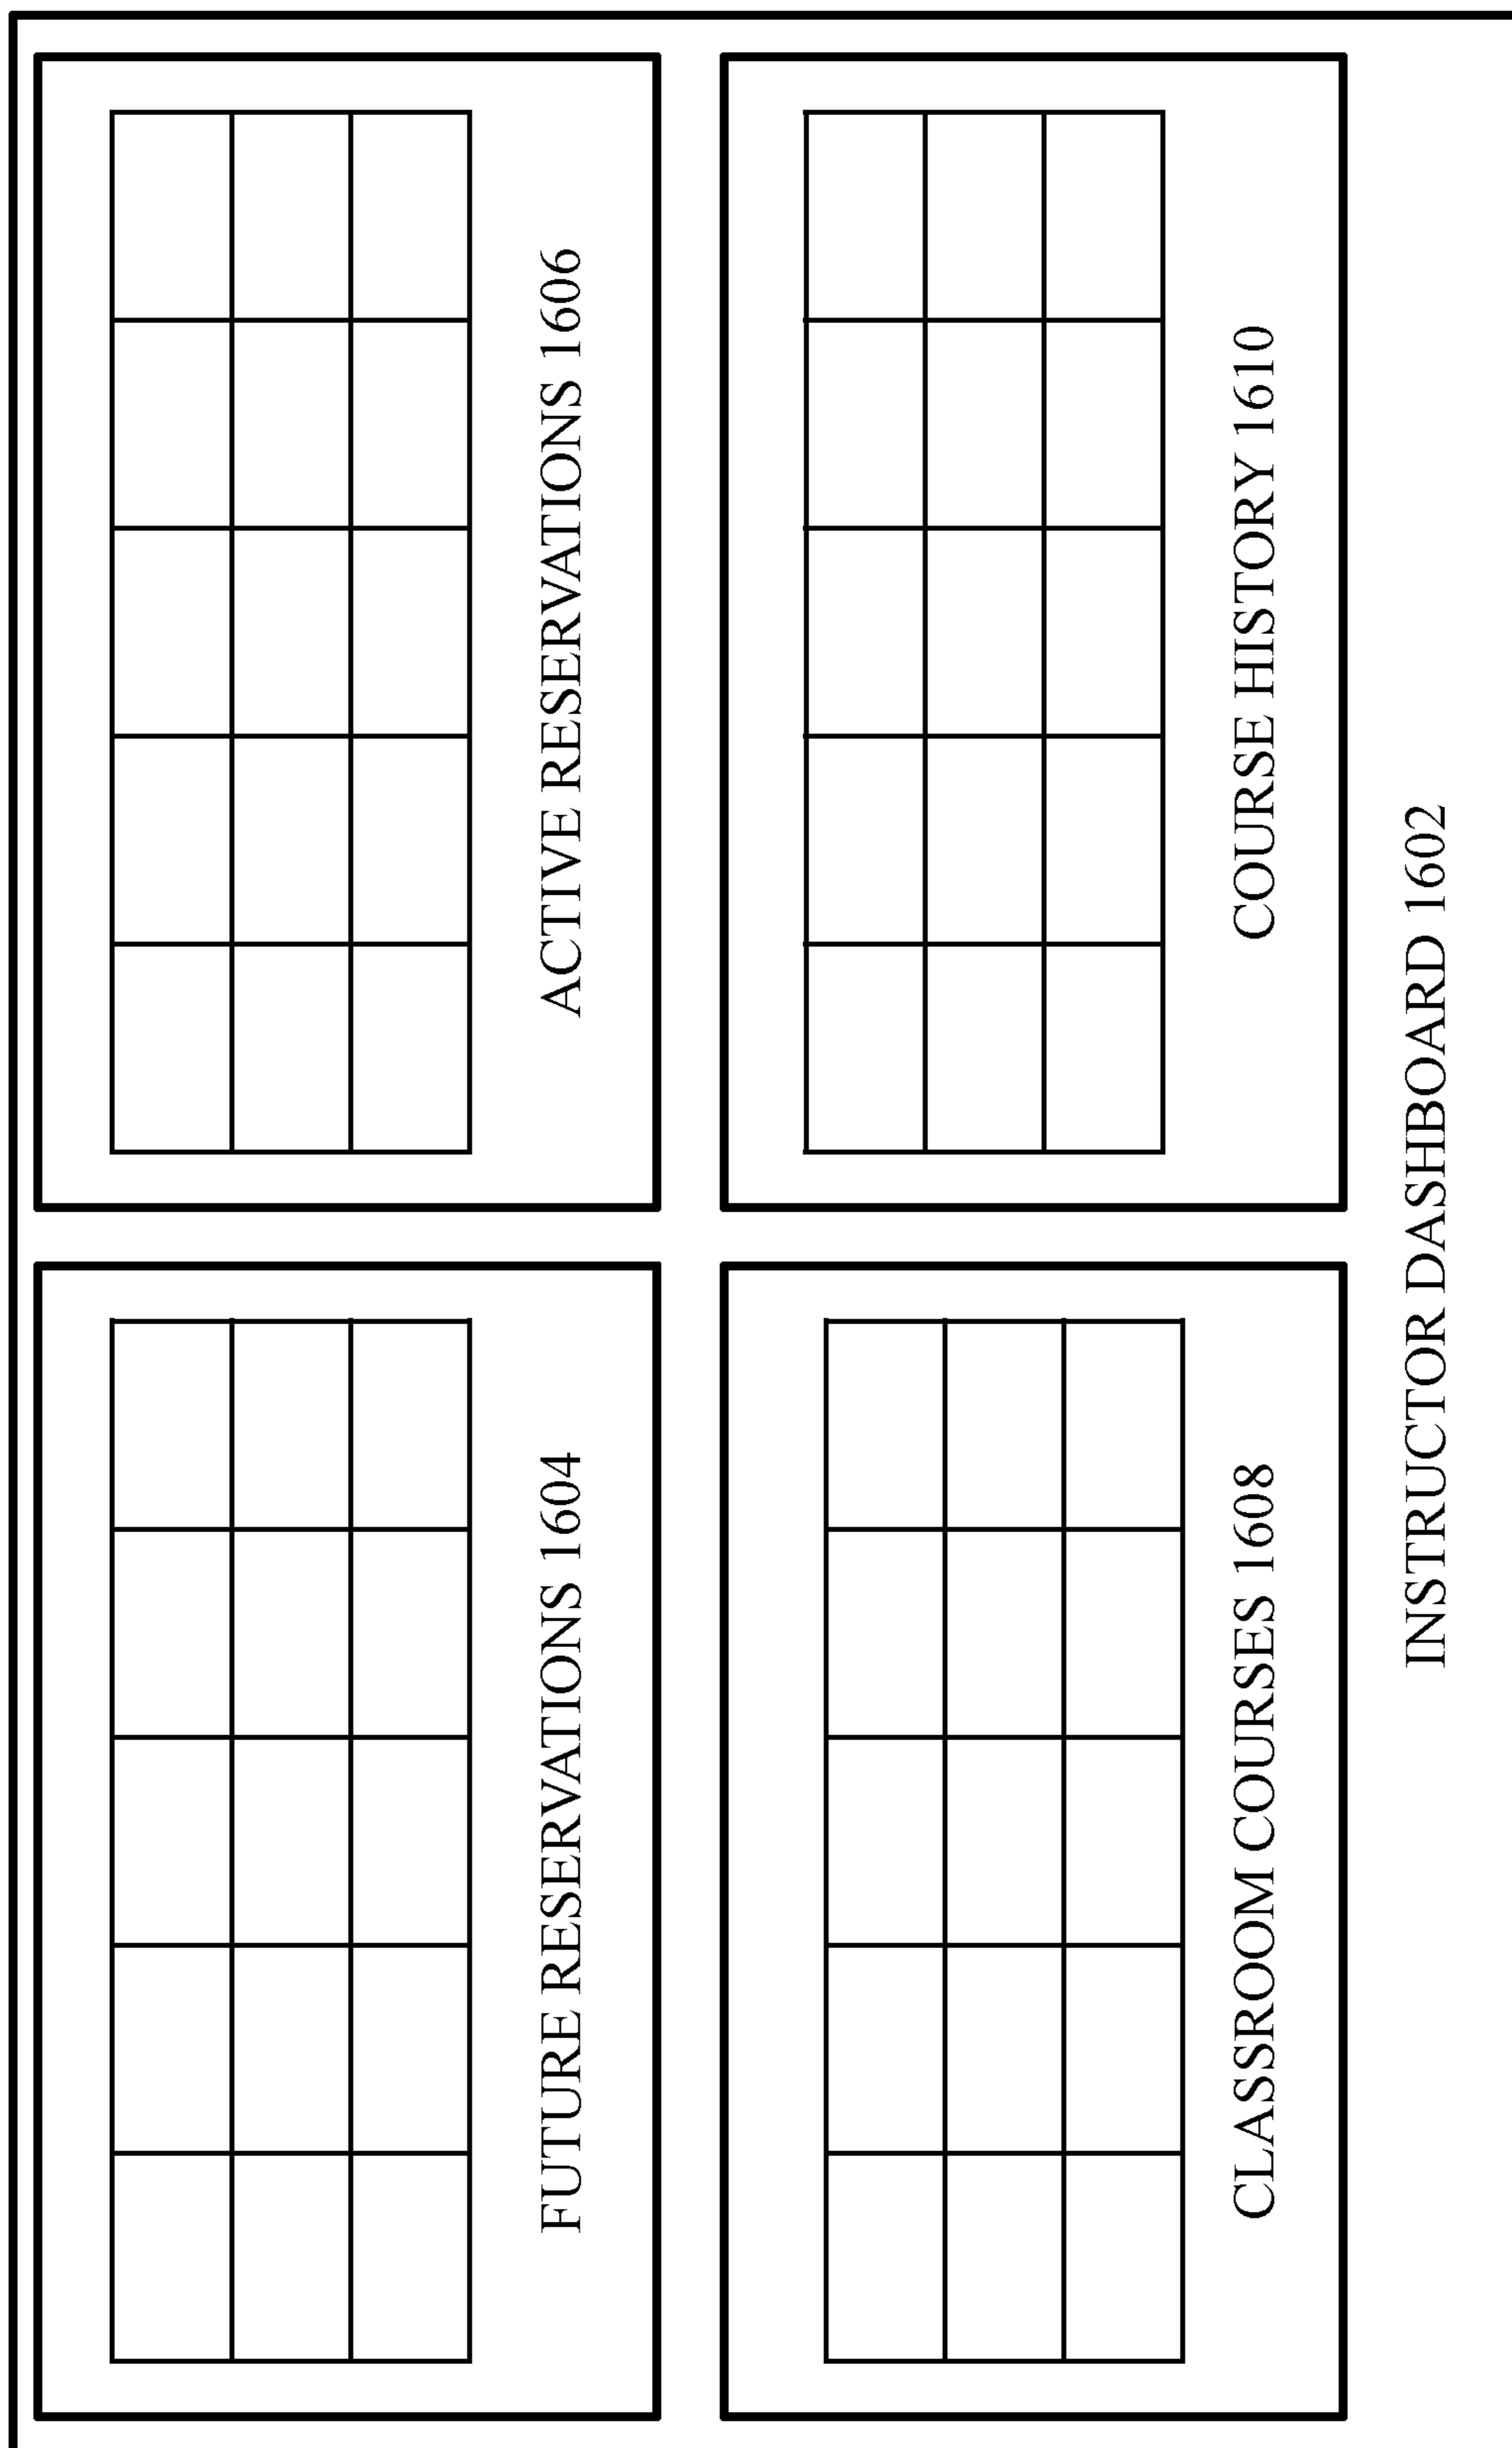 FUTURE RESERVATIONS 1604
ACTIVE RESERVATIONS 1606
CLASSROOM COURSES 1608
COURSE HISTORY 1610
INSTRUCTOR DASHBOARD 1602